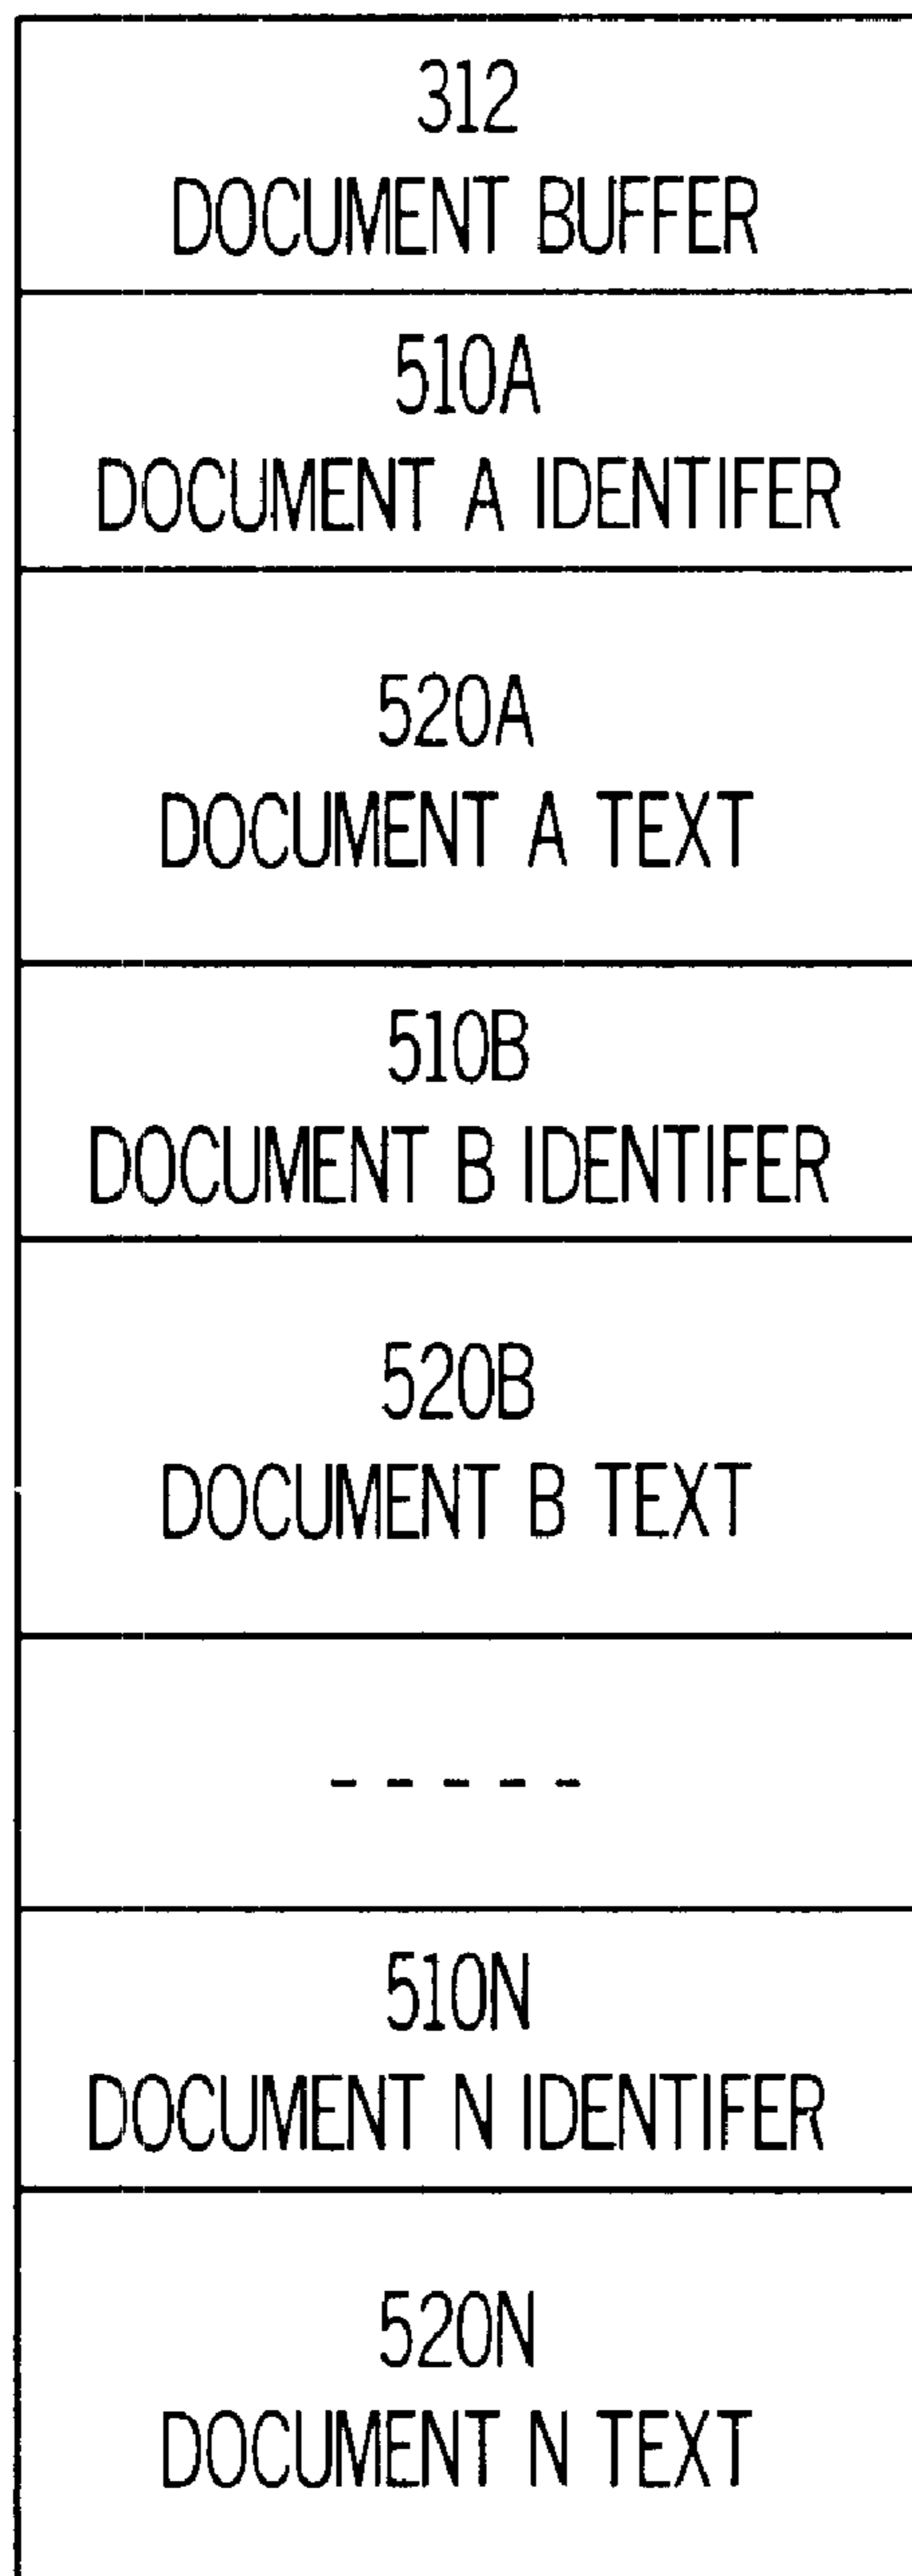 312
DOCUMENT BUFFER
510A
DOCUMENT A IDENTIFER
520A
DOCUMENT A TEXT
510B
DOCUMENT B IDENTIFER
520B
DOCUMENT B TEXT
- - - - -
510N
DOCUMENT N IDENTIFER
520N
DOCUMENT N TEXT